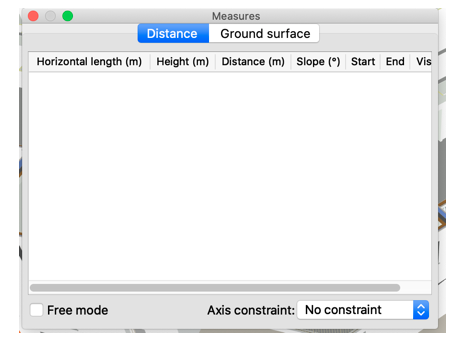 Measures
Distance Ground surface
Horizontal length (m) Height (m) Distance (m) Slope (°) Start End Vis
Free mode Axis constraint: No constraint